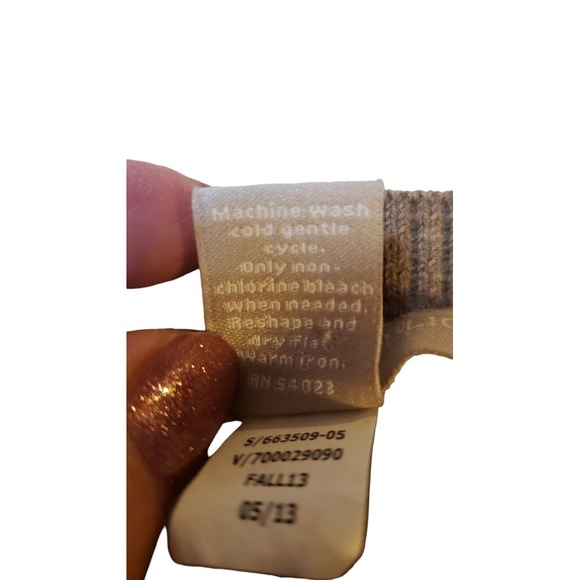 Machine wash
cold gentle
cycle.
Only non-
chlorine bleach
when needed.
Reshape and
dry flat.
Warm iron.
RN 54023
S/663509-05
V/700029090
FALL13
05/13